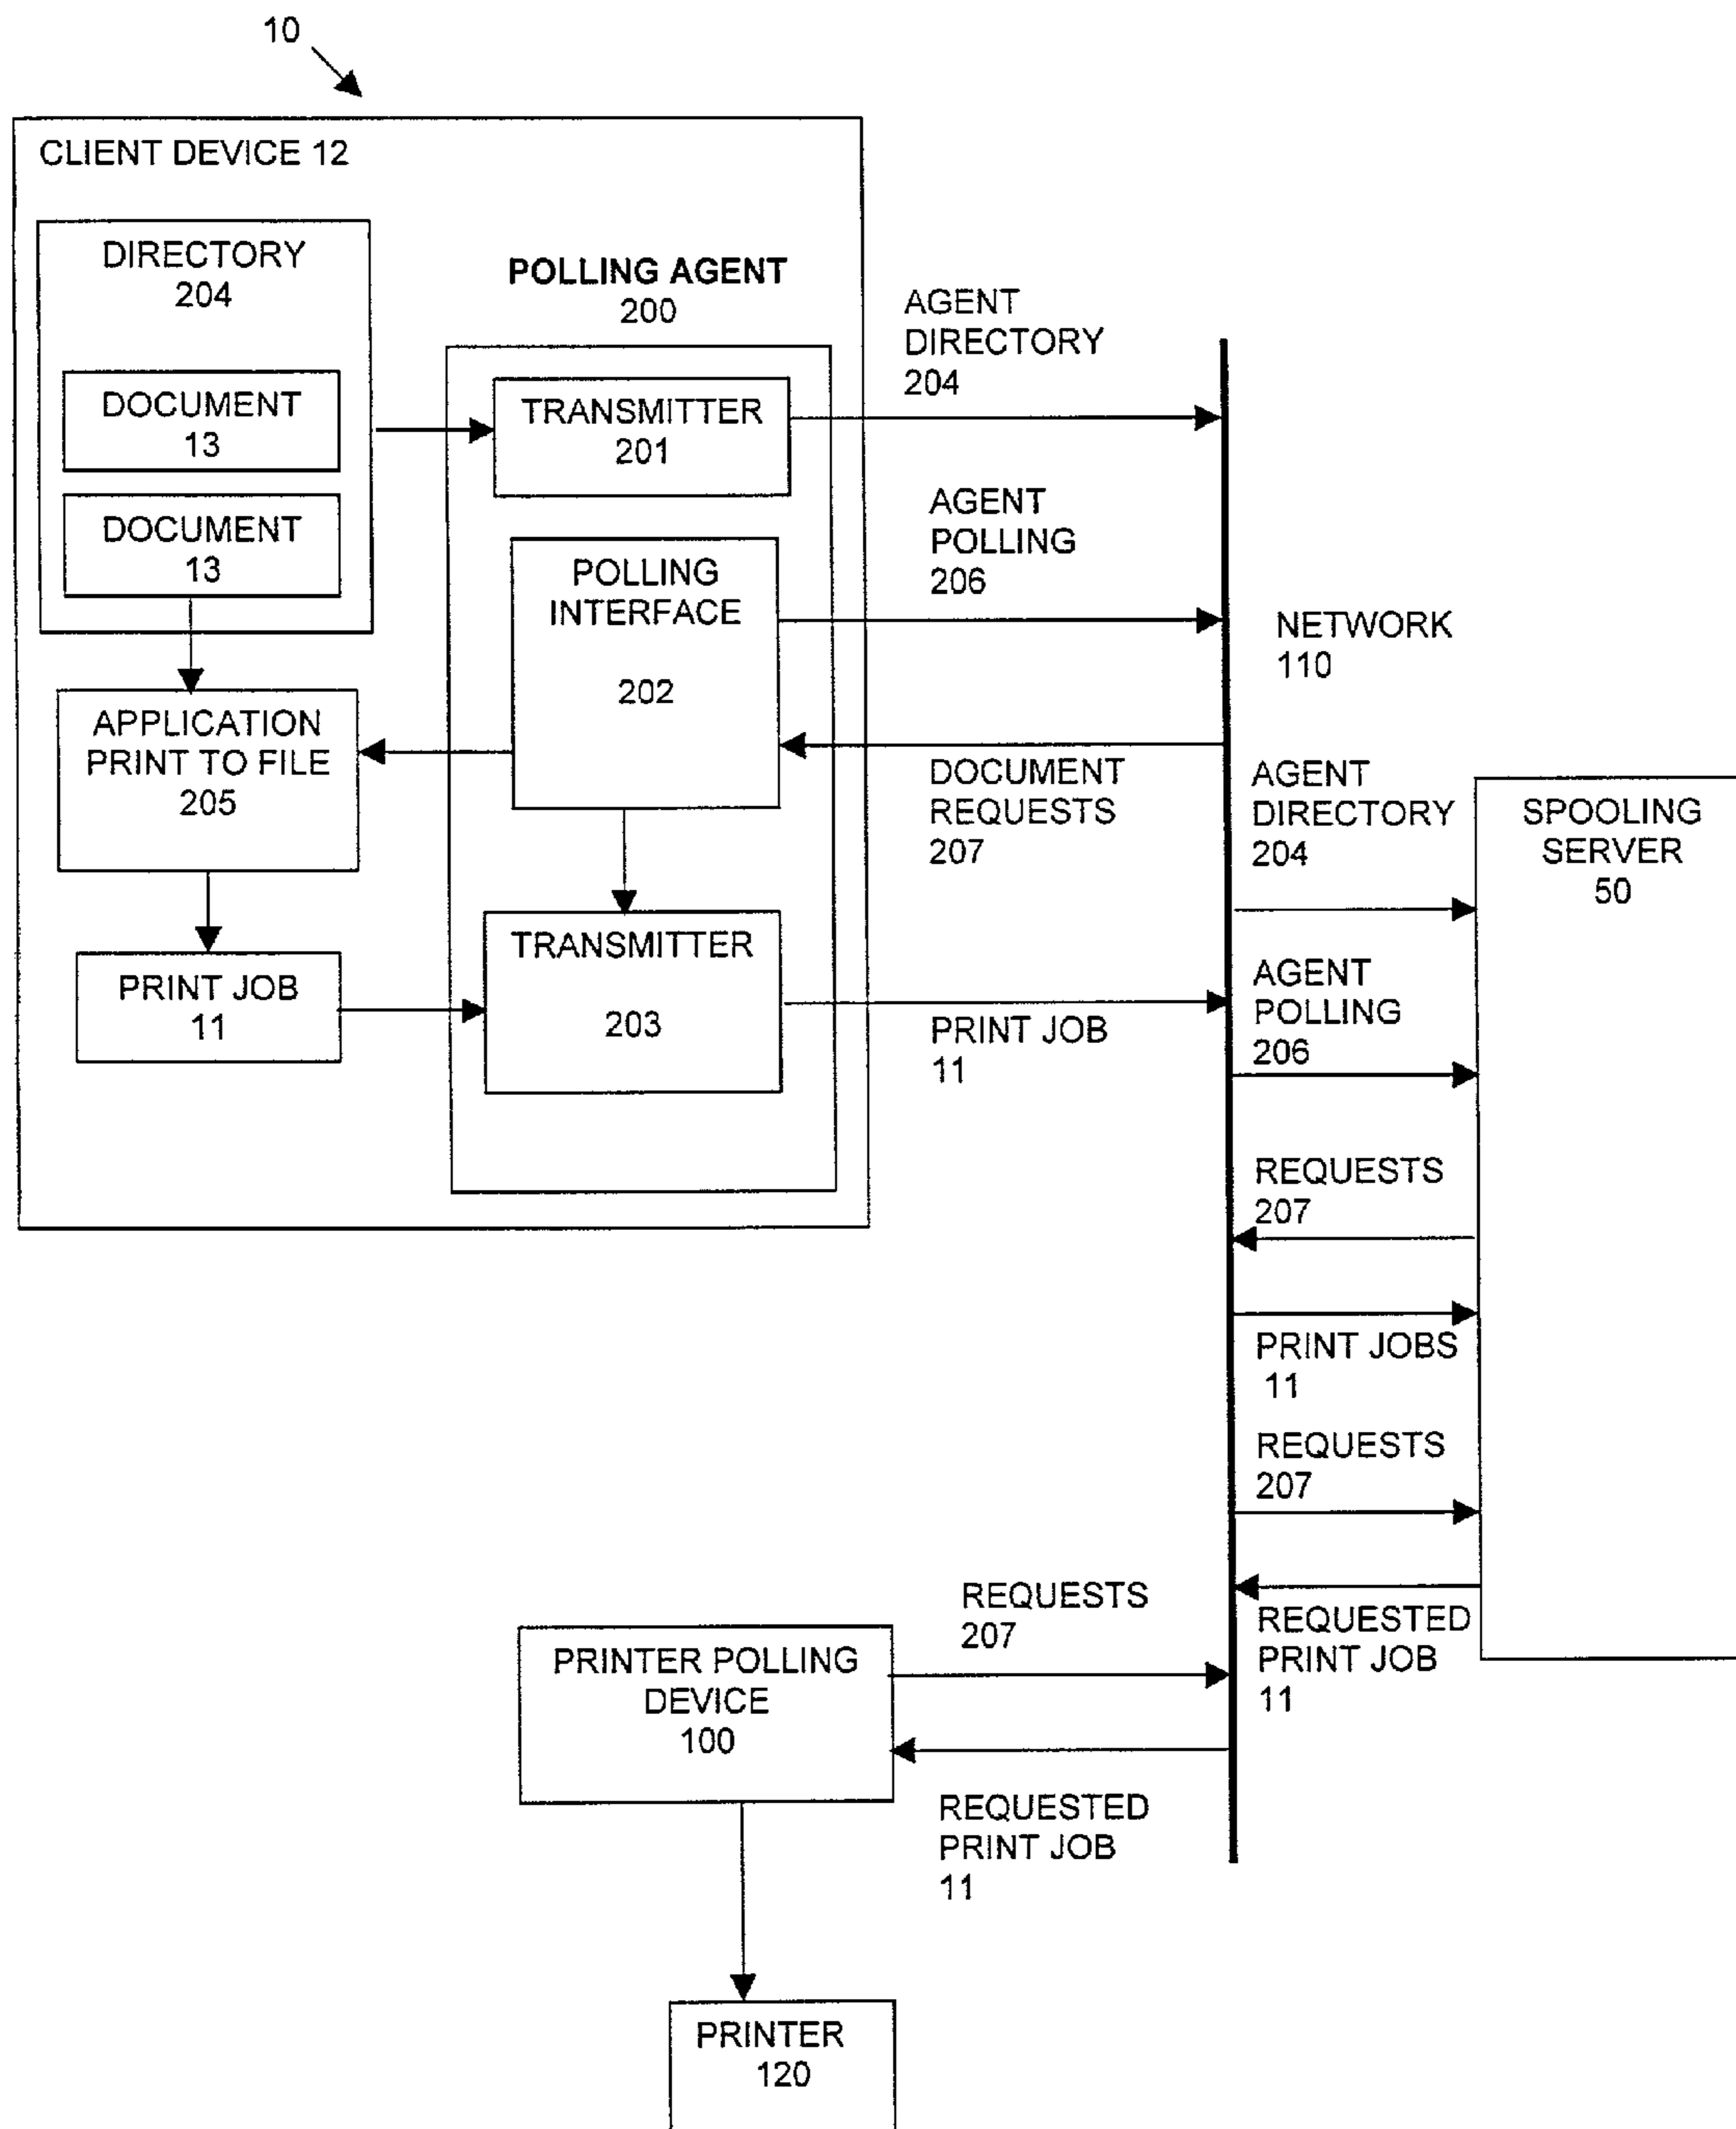 10
CLIENT DEVICE 12
DIRECTORY
204
DOCUMENT
13
DOCUMENT
13
APPLICATION
PRINT TO FILE
205
PRINT JOB
11
POLLING AGENT
200
TRANSMITTER
201
POLLING
INTERFACE
202
TRANSMITTER
203
AGENT
DIRECTORY
204
AGENT
POLLING
206
DOCUMENT
REQUESTS
207
PRINT JOB
11
NETWORK
110
AGENT
DIRECTORY
204
AGENT
POLLING
206
REQUESTS
207
PRINT JOBS
11
REQUESTS
207
REQUESTED
PRINT JOB
11
SPOOLING
SERVER
50
REQUESTS
207
PRINTER POLLING
DEVICE
100
REQUESTED
PRINT JOB
11
PRINTER
120